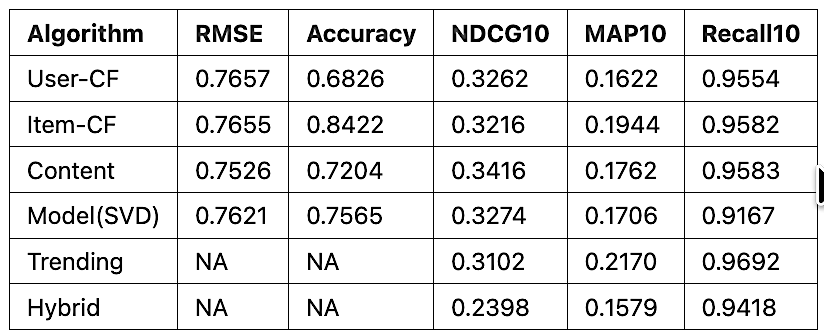 Algorithm RMSE Accuracy NDCG10 MAP10 Recall10
User-CF 0.7657 0.6826 0.3262 0.1622 0.9554
Item-CF 0.7655 0.8422 0.3216 0.1944 0.9582
Content 0.7526 0.7204 0.3416 0.1762 0.9583
Model(SVD) 0.7621 0.7565 0.3274 0.1706 0.9167
Trending NA NA 0.3102 0.2170 0.9692
Hybrid NA NA 0.2398 0.1579 0.9418